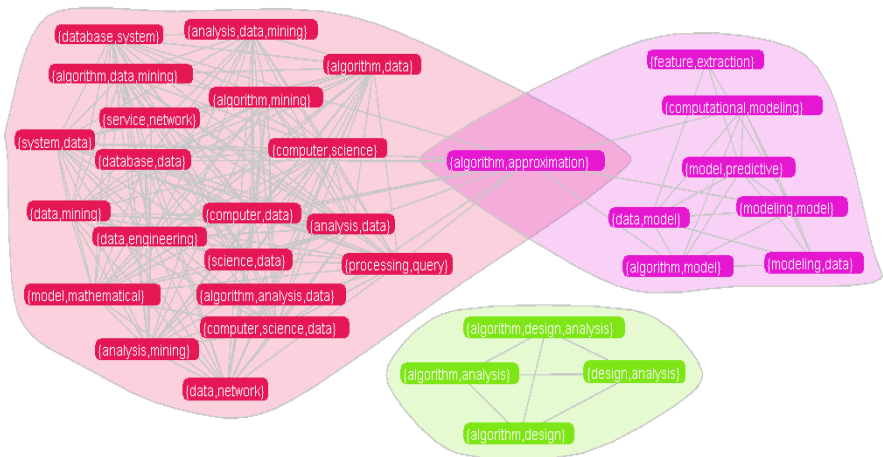 {database,system}
{analysis,data,mining}
{algorithm,data,mining}
{algorithm,data}
{algorithm,mining}
{service,network}
{system,data}
{computer,science}
{database,data}
{data,mining}
{computer,data}
{analysis,data}
{data,engineering}
{science,data}
{processing,query}
{model,mathematical}
{algorithm,analysis,data}
{computer,science,data}
{analysis,mining}
{data,network}
{algorithm,approximation}
{feature,extraction}
{computational,modeling}
{model,predictive}
{modeling,model}
{data,model}
{algorithm,model}
{modeling,data}
{algorithm,design,analysis}
{algorithm,analysis}
{design,analysis}
{algorithm,design}